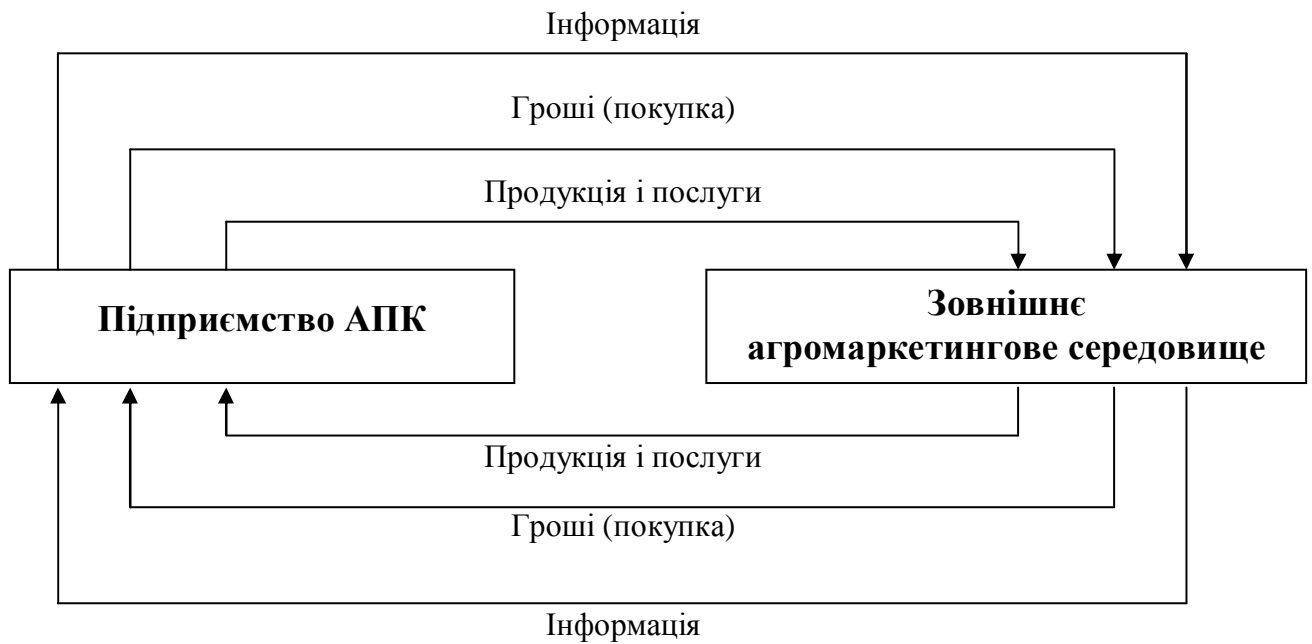 Інформація
Гроші (покупка)
Продукція і послуги
Підприємство АПК
Зовнішнє
агромаркетингове середовище
Продукція і послуги
Гроші (покупка)
Інформація